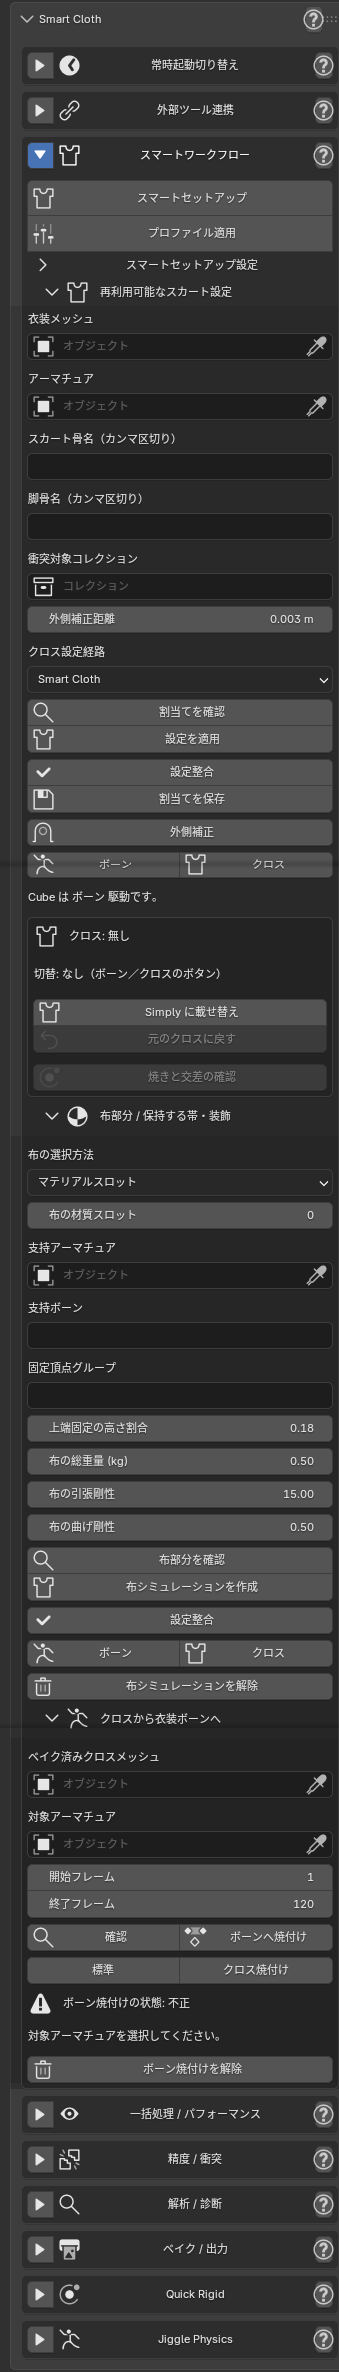 Smart Cloth
常時起動切り替え
外部ツール連携
スマートワークフロー
スマートセットアップ
プロファイル適用
スマートセットアップ設定
再利用可能なスカート設定
衣装メッシュ
オブジェクト
アーマチュア
オブジェクト
スカート骨名（カンマ区切り）
脚骨名（カンマ区切り）
衝突対象コレクション
コレクション
外側補正距離 0.003 m
クロス設定経路
Smart Cloth
割当てを確認
設定を適用
設定整合
割当てを保存
外側補正
ボーン クロス
Cube は ボーン 駆動です。
クロス: 無し
切替: なし（ボーン／クロスのボタン）
Simply に載せ替え
元のクロスに戻す
焼きと交差の確認
布部分 / 保持する帯・装飾
布の選択方法
マテリアルスロット
布の材質スロット 0
支持アーマチュア
オブジェクト
支持ボーン
固定頂点グループ
上端固定の高さ割合 0.18
布の総重量 (kg) 0.50
布の引張剛性 15.00
布の曲げ剛性 0.50
布部分を確認
布シミュレーションを作成
設定整合
ボーン クロス
布シミュレーションを解除
クロスから衣装ボーンへ
ベイク済みクロスメッシュ
オブジェクト
対象アーマチュア
オブジェクト
開始フレーム 1
終了フレーム 120
確認 ボーンへ焼付け
標準 クロス焼付け
ボーン焼付けの状態: 不正
対象アーマチュアを選択してください。
ボーン焼付けを解除
一括処理 / パフォーマンス
精度 / 衝突
解析 / 診断
ベイク / 出力
Quick Rigid
Jiggle Physics